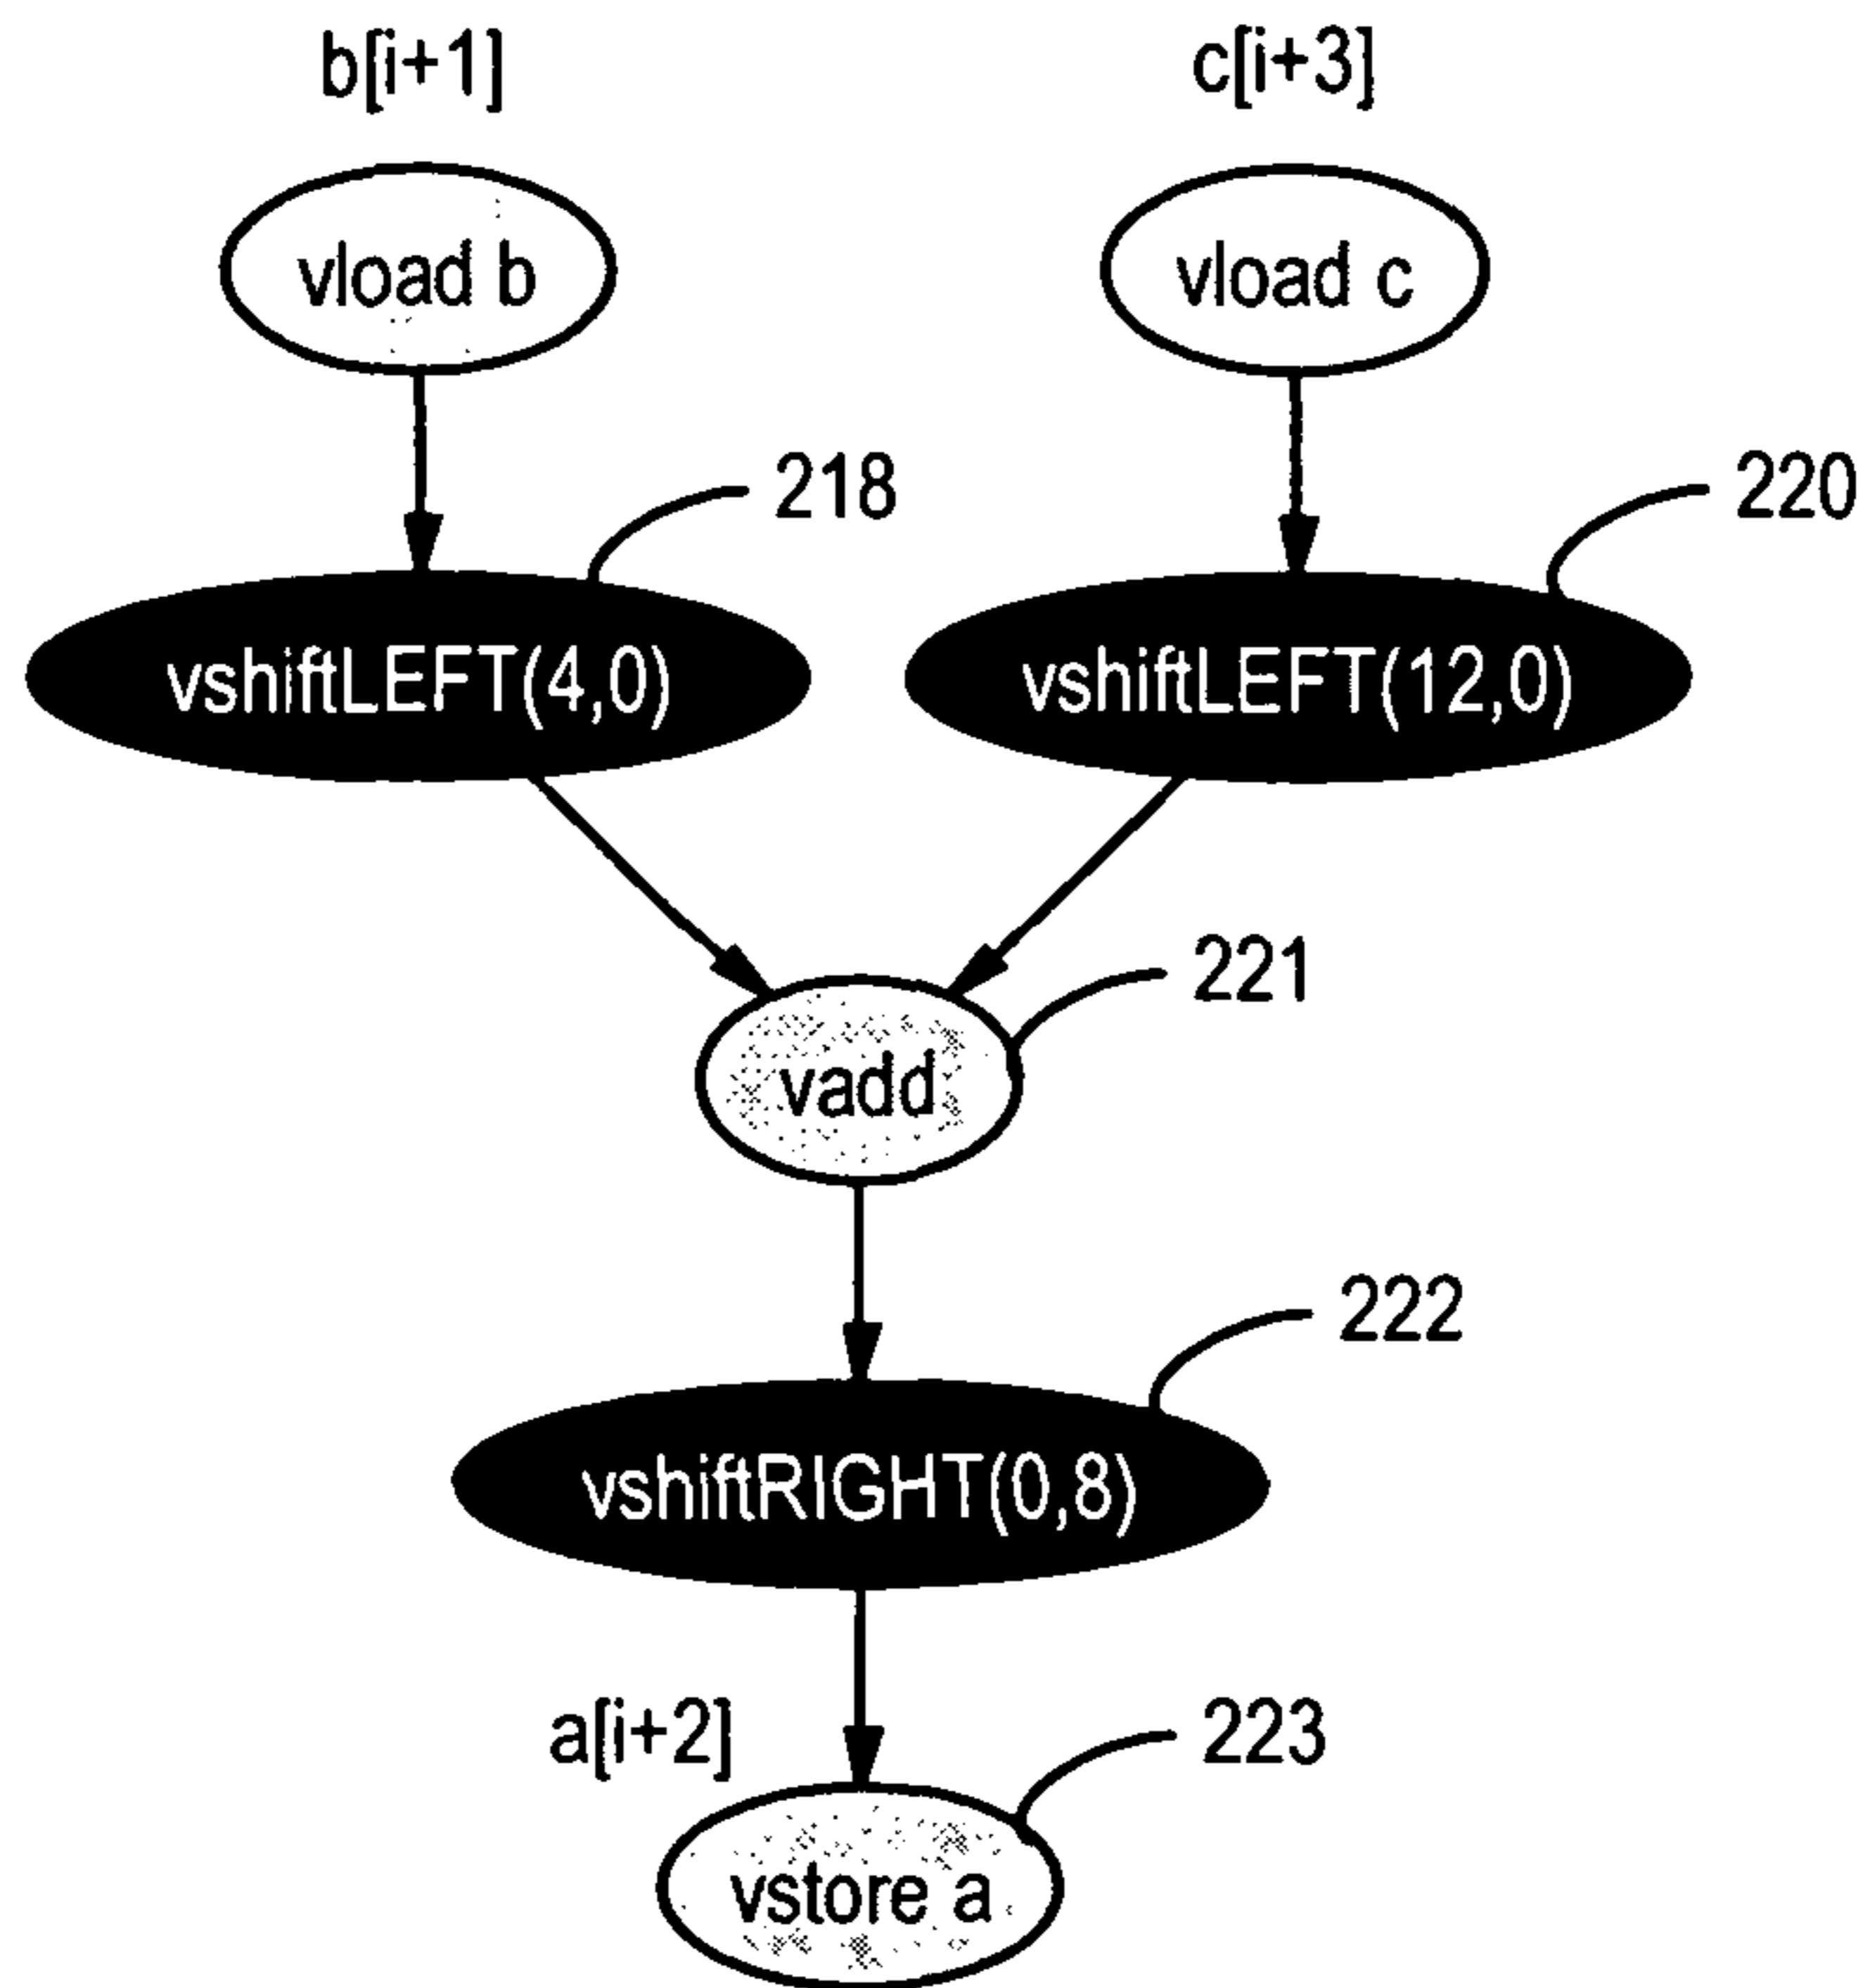 b[i+1]
c[i+3]
vload b
vload c
218
220
vshiftLEFT(4,0)
vshiftLEFT(12,0)
221
vadd
222
vshiftRIGHT(0,8)
a[i+2]
223
vstore a